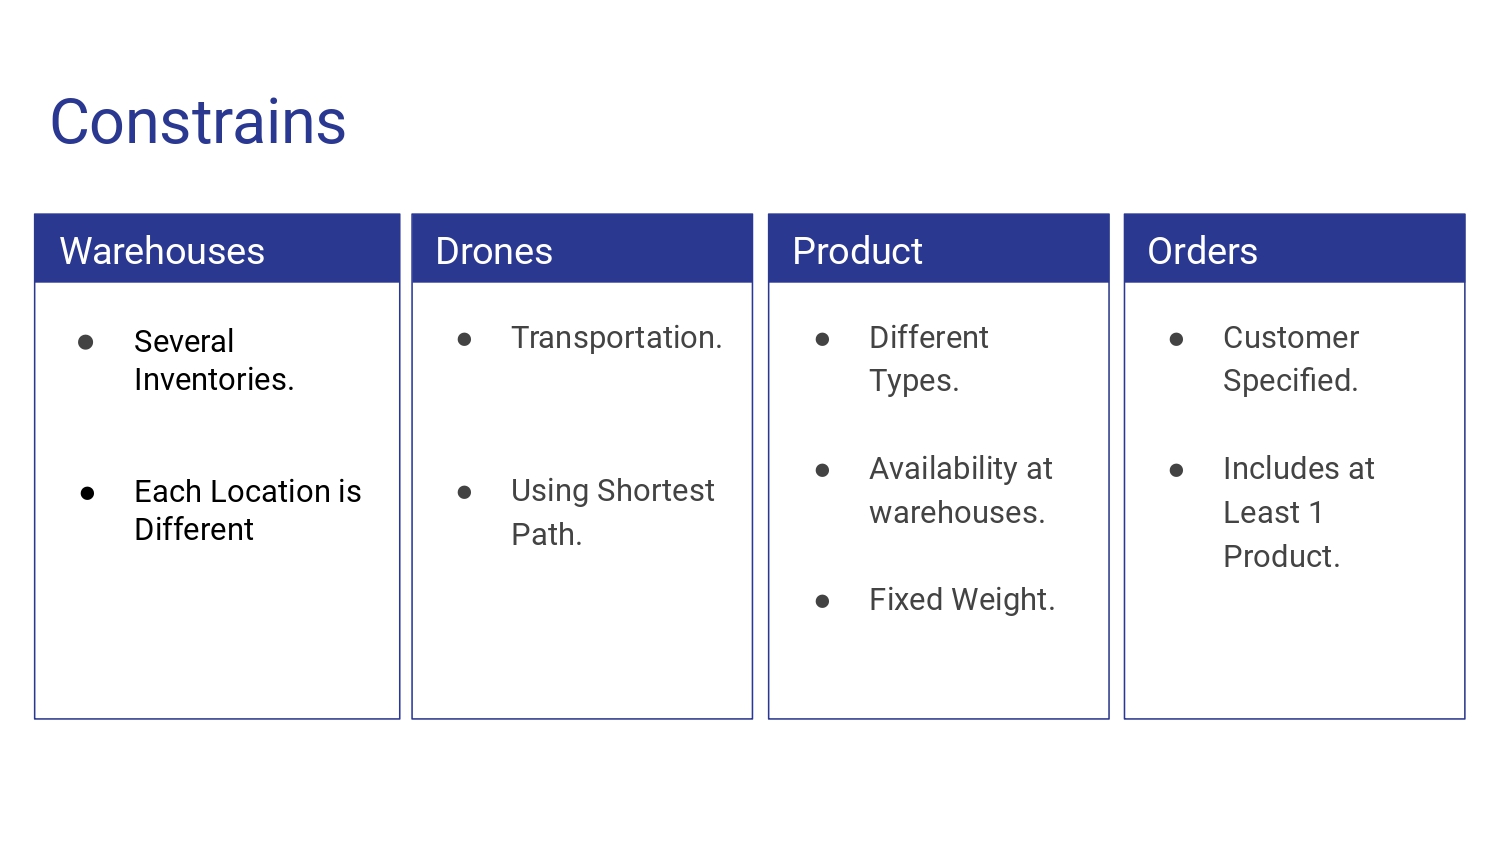 Constrains
Warehouses
● Several
Inventories.
● Each Location is
Different
Drones
● Transportation.
● Using Shortest
Path.
Product
● Different
Types.
● Availability at
warehouses.
● Fixed Weight.
Orders
● Customer
Specified.
● Includes at
Least 1
Product.